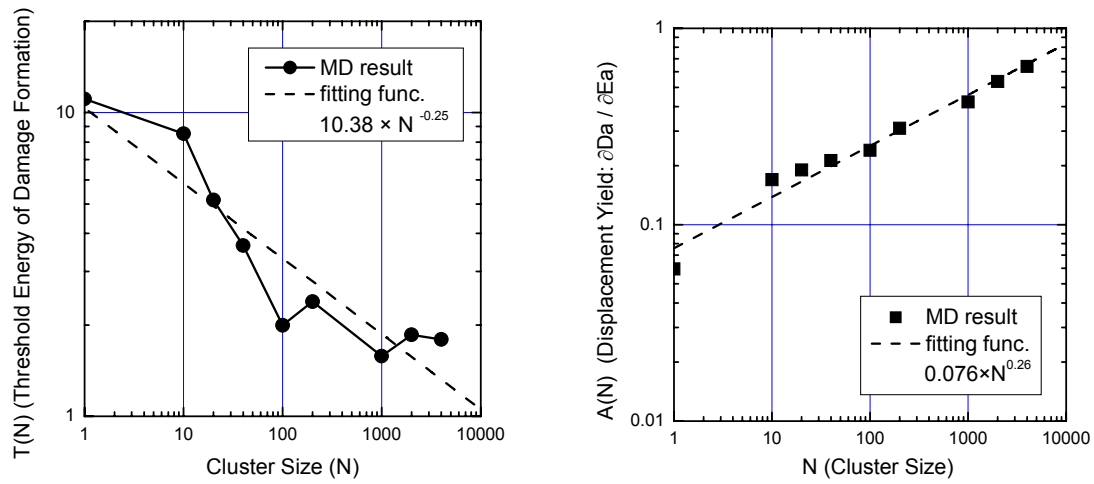 T(N) (Threshold Energy of Damage Formation)
10
1
MD result
fitting func.
10.38 × N -0.25
1 10 100 1000 10000
Cluster Size (N)
A(N) (Displacement Yield: ∂Da / ∂Ea)
1
0.1
0.01
MD result
fitting func.
0.076×N0.26
1 10 100 1000 10000
N (Cluster Size)